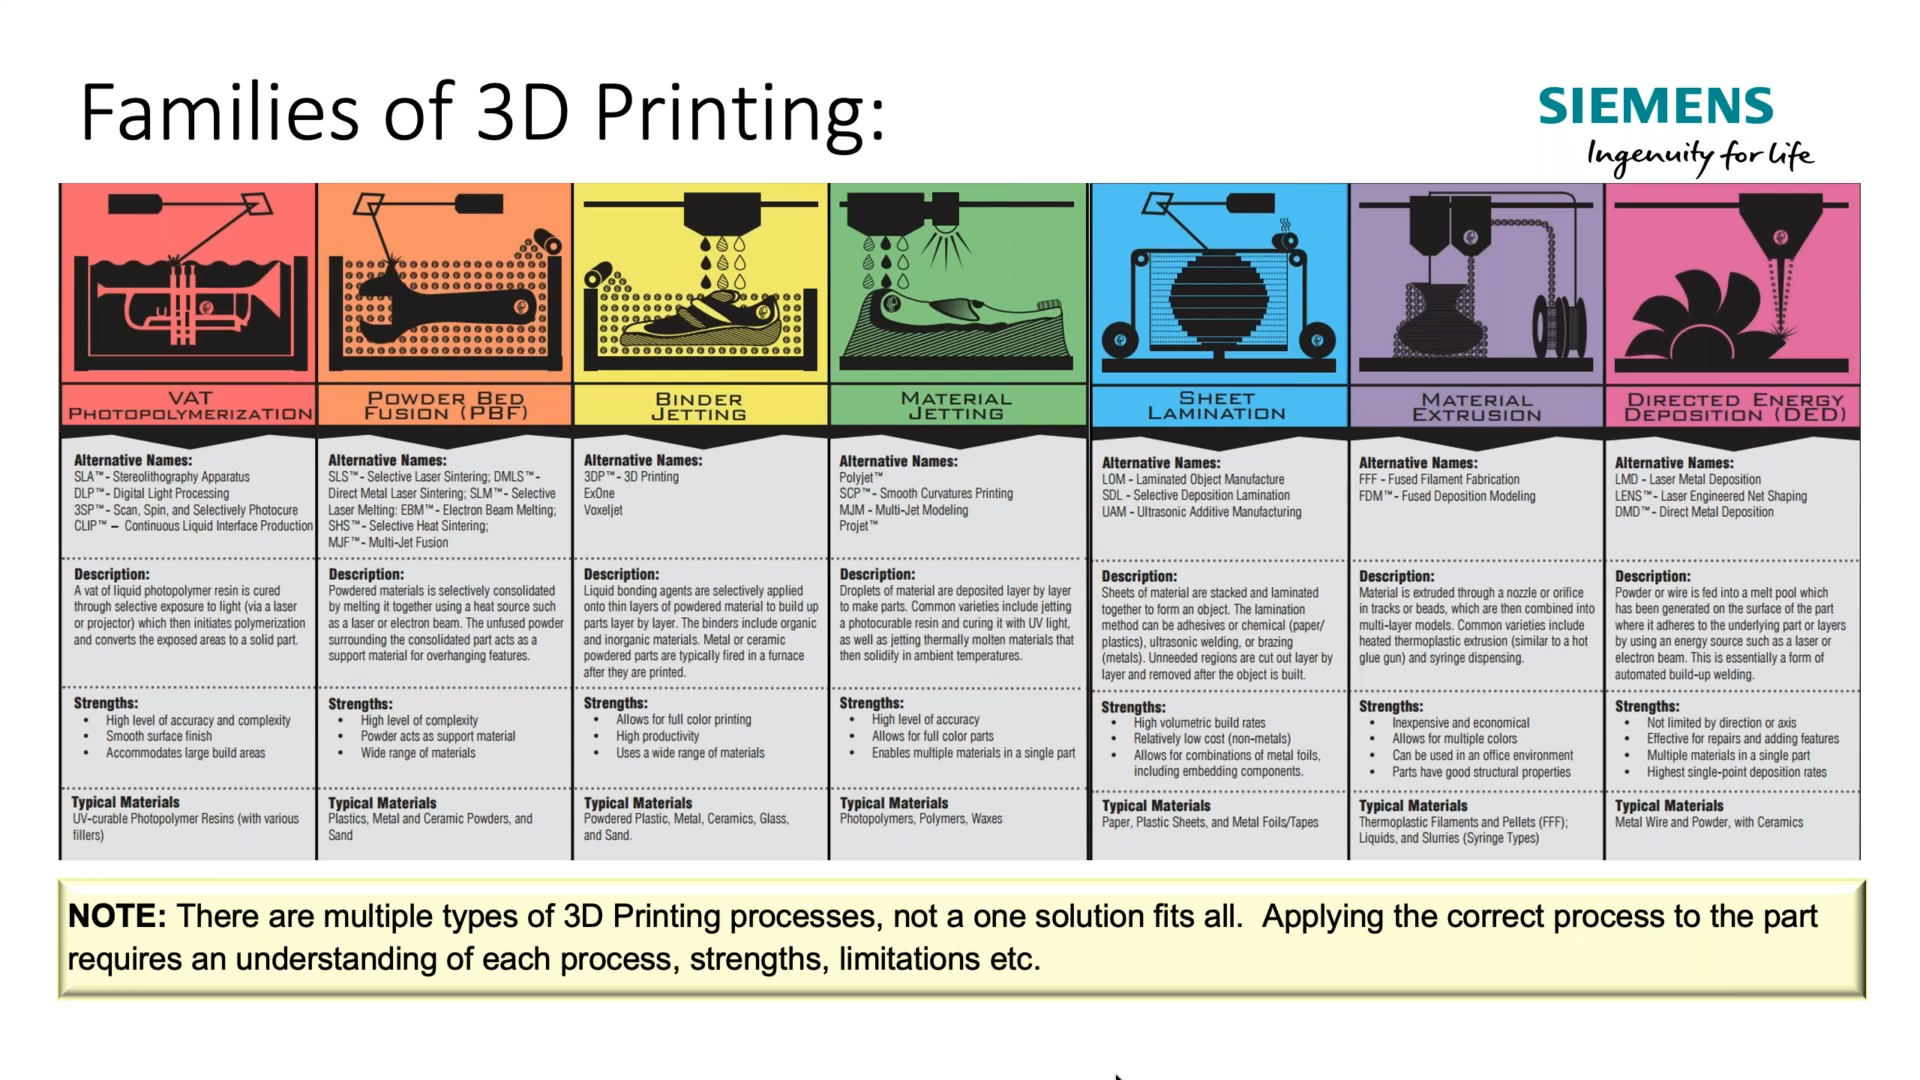 Families of 3D Printing:
SIEMENS
Ingenuity for life
VAT
PHOTOPOLYMERIZATION
Alternative Names:
SLA™ - Stereolithography Apparatus
DLP™ - Digital Light Processing
3SP™ - Scan, Spin, and Selectively Photocure
CLIP™ – Continuous Liquid Interface Production
Description:
A vat of liquid photopolymer resin is cured
through selective exposure to light (via a laser
or projector) which then initiates polymerization
and converts the exposed areas to a solid part.
Strengths:
• High level of accuracy and complexity
• Smooth surface finish
• Accommodates large build areas
Typical Materials
UV-curable Photopolymer Resins (with various
fillers)
POWDER BED
FUSION (PBF)
Alternative Names:
SLS™ - Selective Laser Sintering; DMLS™ -
Direct Metal Laser Sintering; SLM™ - Selective
Laser Melting: EBM™ - Electron Beam Melting;
SHS™ - Selective Heat Sintering;
MJF™ - Multi-Jet Fusion
Description:
Powdered materials is selectively consolidated
by melting it together using a heat source such
as a laser or electron beam. The unfused powder
surrounding the consolidated part acts as a
support material for overhanging features.
Strengths:
• High level of complexity
• Powder acts as support material
• Wide range of materials
Typical Materials
Plastics, Metal and Ceramic Powders, and
Sand
BINDER
JETTING
Alternative Names:
3DP™ - 3D Printing
ExOne
Voxeljet
Description:
Liquid bonding agents are selectively applied
onto thin layers of powdered material to build up
parts layer by layer. The binders include organic
and inorganic materials. Metal or ceramic
powdered parts are typically fired in a furnace
after they are printed.
Strengths:
• Allows for full color printing
• High productivity
• Uses a wide range of materials
Typical Materials
Powdered Plastic, Metal, Ceramics, Glass,
and Sand.
MATERIAL
JETTING
Alternative Names:
Polyjet™
SCP™ - Smooth Curvatures Printing
MJM - Multi-Jet Modeling
Projet™
Description:
Droplets of material are deposited layer by layer
to make parts. Common varieties include jetting
a photocurable resin and curing it with UV light,
as well as jetting thermally molten materials that
then solidify in ambient temperatures.
Strengths:
• High level of accuracy
• Allows for full color parts
• Enables multiple materials in a single part
Typical Materials
Photopolymers, Polymers, Waxes
SHEET
LAMINATION
Alternative Names:
LOM - Laminated Object Manufacture
SDL - Selective Deposition Lamination
UAM - Ultrasonic Additive Manufacturing
Description:
Sheets of material are stacked and laminated
together to form an object. The lamination
method can be adhesives or chemical (paper/
plastics), ultrasonic welding, or brazing
(metals). Unneeded regions are cut out layer by
layer and removed after the object is built.
Strengths:
• High volumetric build rates
• Relatively low cost (non-metals)
• Allows for combinations of metal foils,
including embedding components.
Typical Materials
Paper, Plastic Sheets, and Metal Foils/Tapes
MATERIAL
EXTRUSION
Alternative Names:
FFF - Fused Filament Fabrication
FDM™ - Fused Deposition Modeling
Description:
Material is extruded through a nozzle or orifice
in tracks or beads, which are then combined into
multi-layer models. Common varieties include
heated thermoplastic extrusion (similar to a hot
glue gun) and syringe dispensing.
Strengths:
• Inexpensive and economical
• Allows for multiple colors
• Can be used in an office environment
• Parts have good structural properties
Typical Materials
Thermoplastic Filaments and Pellets (FFF);
Liquids, and Slurries (Syringe Types)
DIRECTED ENERGY
DEPOSITION (DED)
Alternative Names:
LMD - Laser Metal Deposition
LENS™ - Laser Engineered Net Shaping
DMD™ - Direct Metal Deposition
Description:
Powder or wire is fed into a melt pool which
has been generated on the surface of the part
where it adheres to the underlying part or layers
by using an energy source such as a laser or
electron beam. This is essentially a form of
automated build-up welding.
Strengths:
• Not limited by direction or axis
• Effective for repairs and adding features
• Multiple materials in a single part
• Highest single-point deposition rates
Typical Materials
Metal Wire and Powder, with Ceramics
NOTE: There are multiple types of 3D Printing processes, not a one solution fits all. Applying the correct process to the part
requires an understanding of each process, strengths, limitations etc.